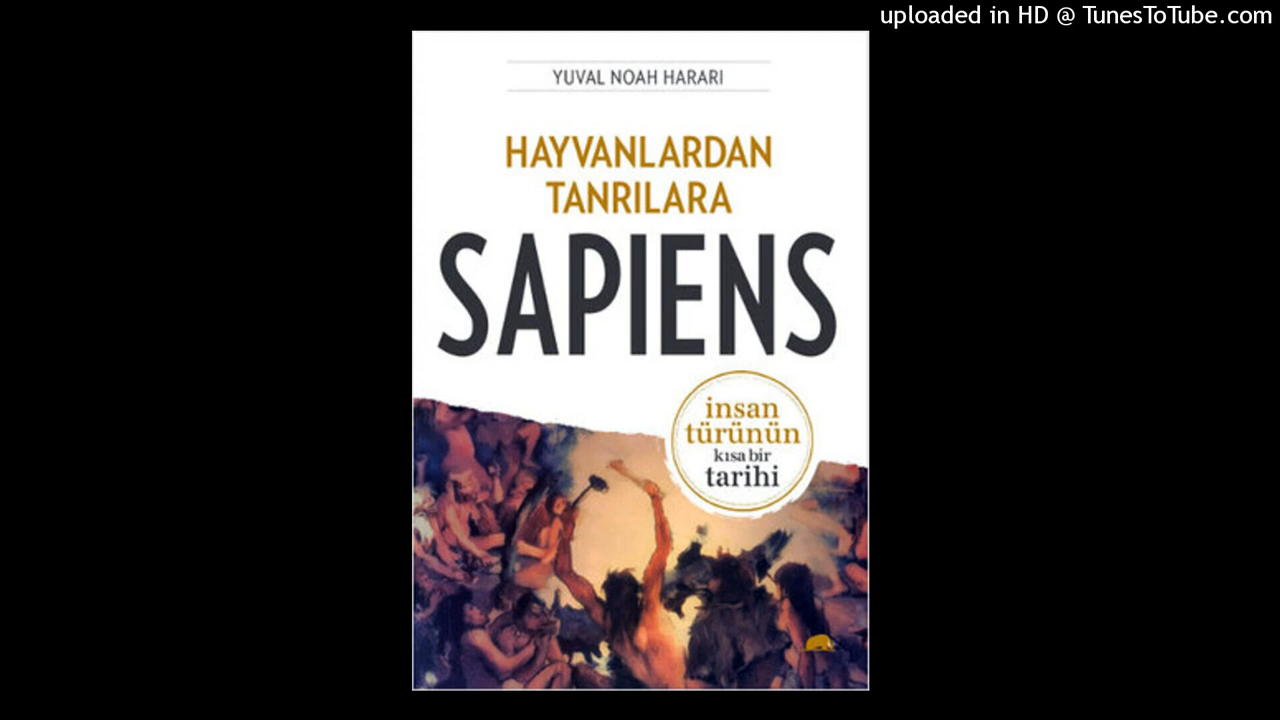 uploaded in HD @ TunesToTube.com
YUVAL NOAH HARARI
HAYVANLARDAN
TANRILARA
SAPIENS
insan
türünün
kısa bir
tarihi